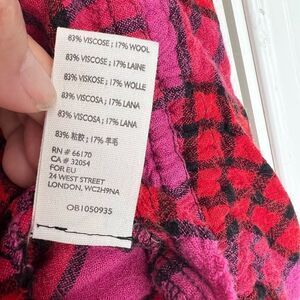 83% VISCOSE ; 17% WOOL
83% VISCOSE ; 17% LAINE
83% VISKOSE ; 17% WOLLE
83% VISCOSA ; 17% LANA
83% VISCOSA ; 17% LANA
83% 粘胶 ; 17% 羊毛
RN # 66170
CA # 32054
FOR EU
24 WEST STREET
LONDON, WC2H9NA
OB1050935